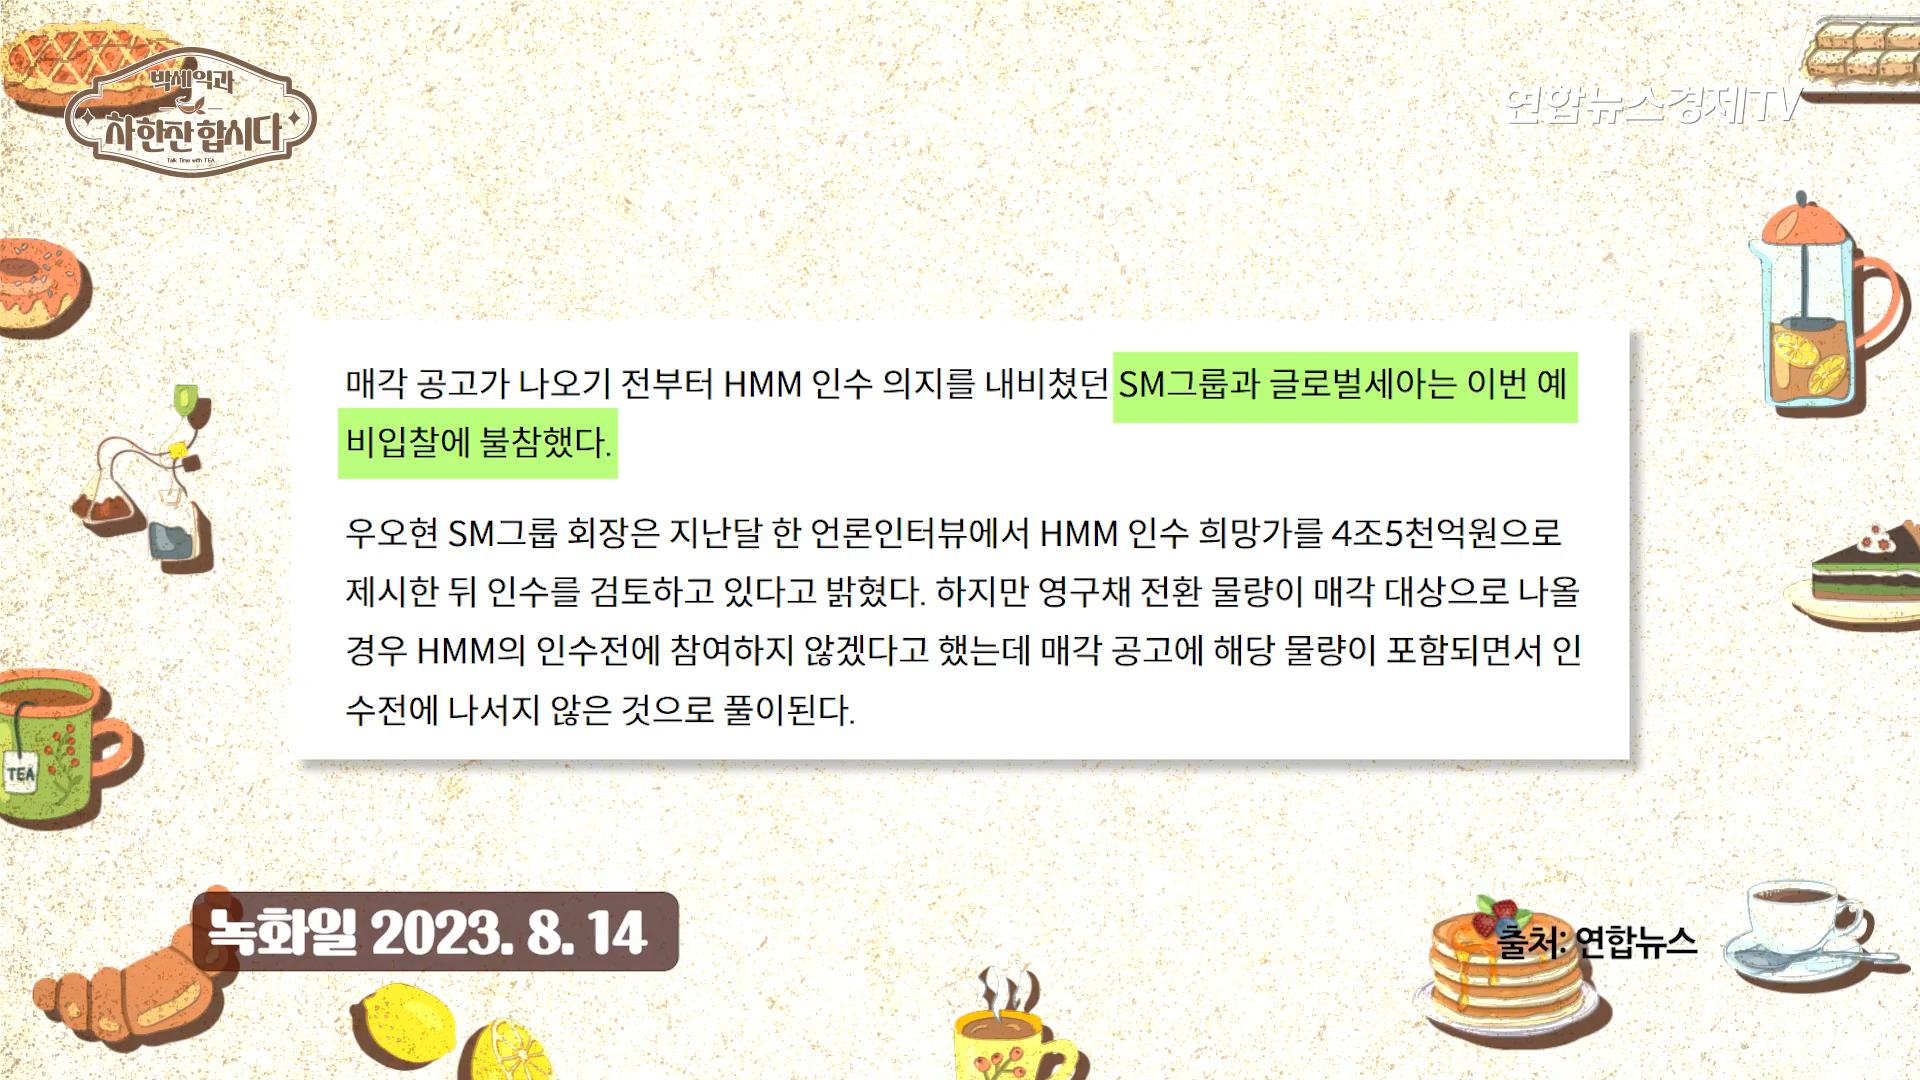 박세익과
차 한잔 합시다
Talk Time with TEA
연합뉴스경제TV
매각 공고가 나오기 전부터 HMM 인수 의지를 내비쳤던 SM그룹과 글로벌세아는 이번 예
비입찰에 불참했다.
우오현 SM그룹 회장은 지난달 한 언론인터뷰에서 HMM 인수 희망가를 4조5천억원으로
제시한 뒤 인수를 검토하고 있다고 밝혔다. 하지만 영구채 전환 물량이 매각 대상으로 나올
경우 HMM의 인수전에 참여하지 않겠다고 했는데 매각 공고에 해당 물량이 포함되면서 인
수전에 나서지 않은 것으로 풀이된다.
TEA
녹화일 2023. 8. 14
출처: 연합뉴스